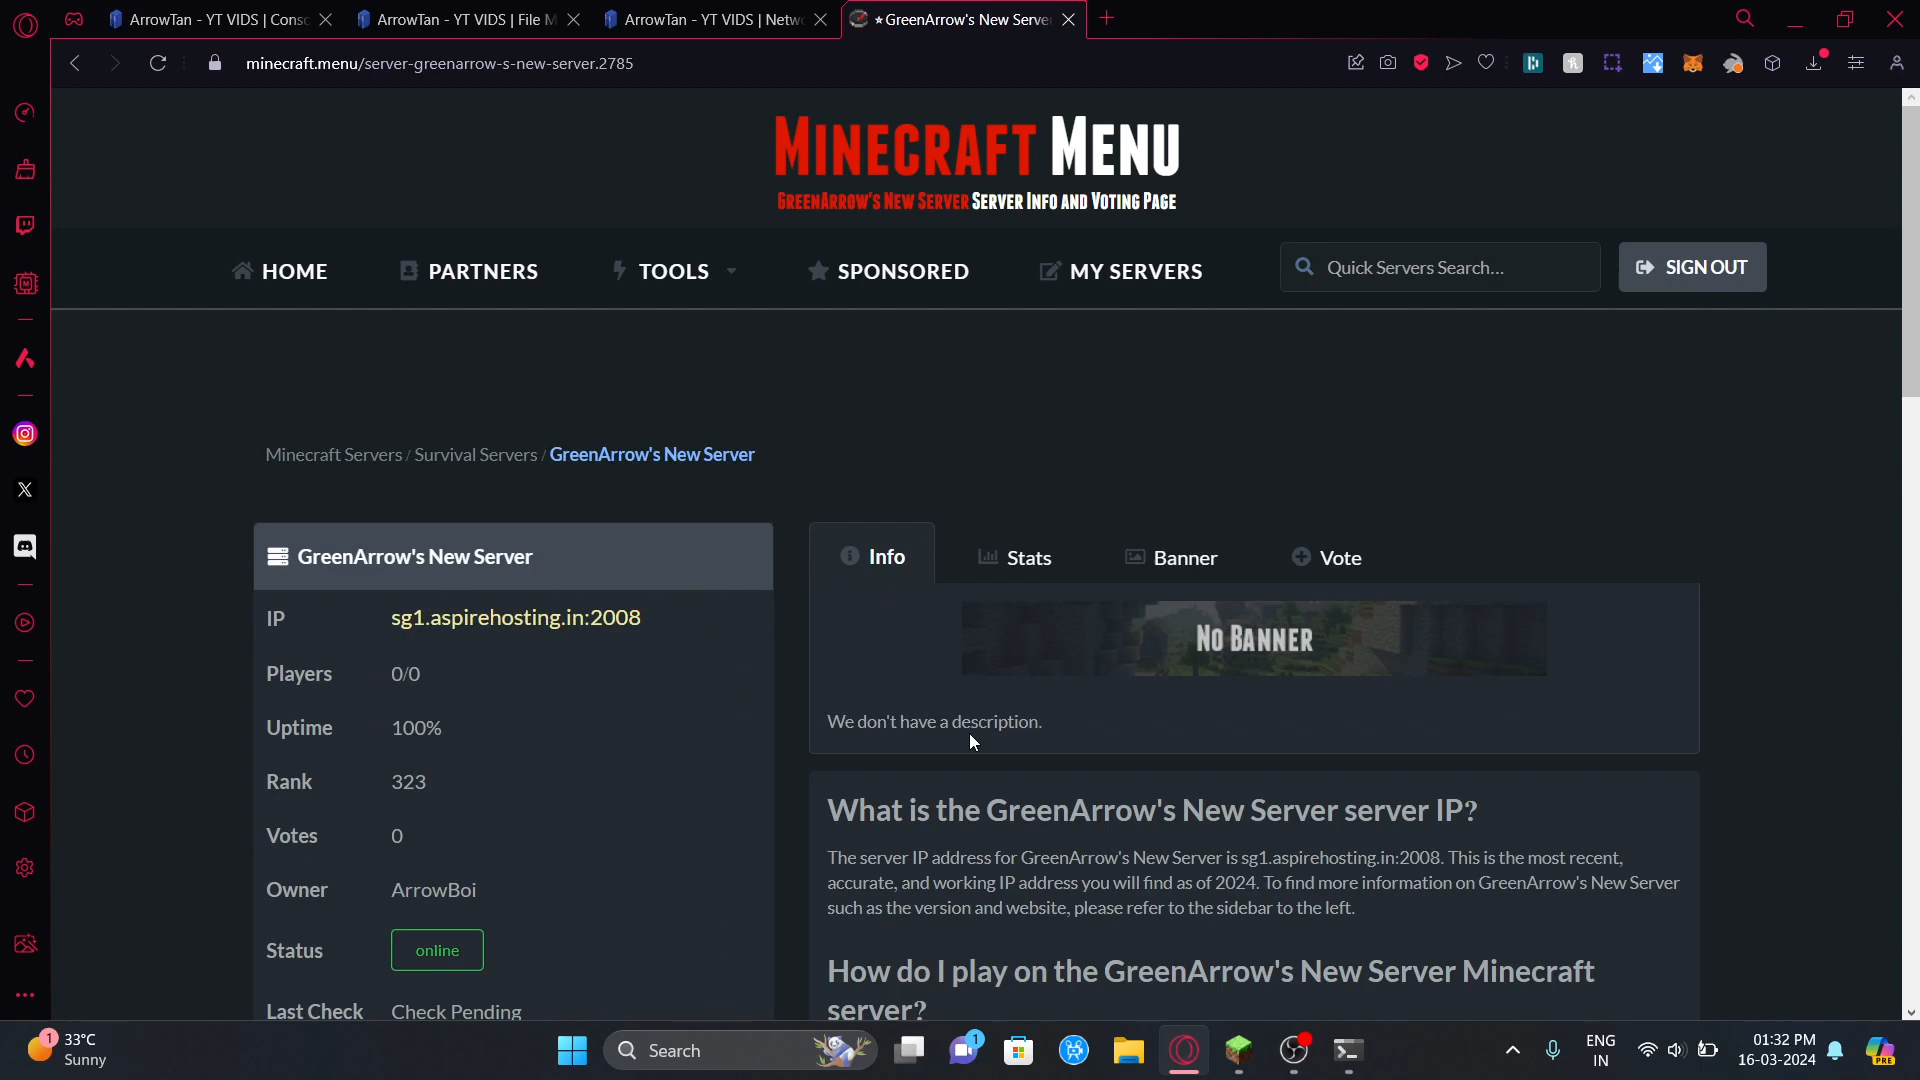 ArrowTan - YT VIDS | Conso
ArrowTan - YT VIDS | File M
ArrowTan - YT VIDS | Netwo
★GreenArrow's New Server
minecraft.menu/server-greenarrow-s-new-server.2785
MINECRAFT MENU
GREENARROW'S NEW SERVER SERVER INFO AND VOTING PAGE
HOME
PARTNERS
TOOLS
SPONSORED
MY SERVERS
Quick Servers Search...
SIGN OUT
Minecraft Servers / Survival Servers / GreenArrow's New Server
GreenArrow's New Server
IP sg1.aspirehosting.in:2008
Players 0/0
Uptime 100%
Rank 323
Votes 0
Owner ArrowBoi
Status online
Last Check Check Pending
Info
Stats
Banner
Vote
NO BANNER
We don't have a description.
What is the GreenArrow's New Server server IP?
The server IP address for GreenArrow's New Server is sg1.aspirehosting.in:2008. This is the most recent,
accurate, and working IP address you will find as of 2024. To find more information on GreenArrow's New Server
such as the version and website, please refer to the sidebar to the left.
How do I play on the GreenArrow's New Server Minecraft
server?
1
33°C
Sunny
Search
1
ENG
IN
01:32 PM
16-03-2024
PRE